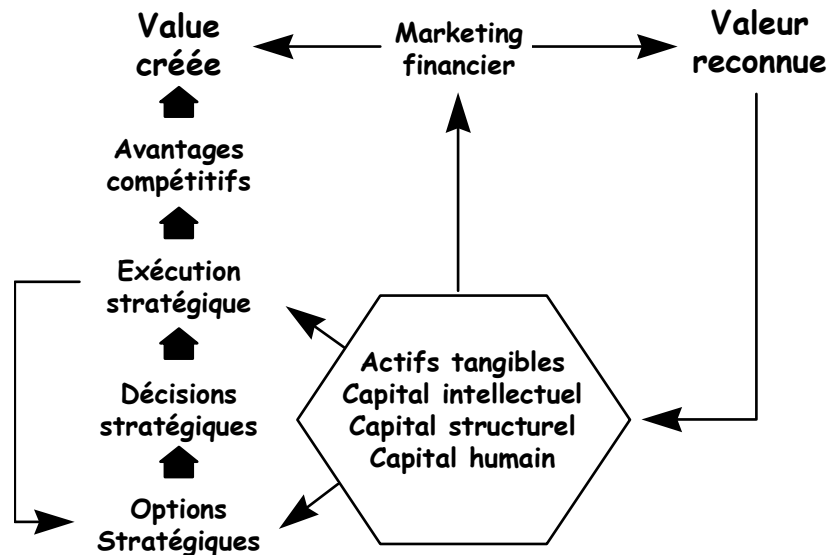 Value
créée
Marketing
financier
Valeur
reconnue
Avantages
compétitifs
Exécution
stratégique
Décisions
stratégiques
Options
Stratégiques
Actifs tangibles
Capital intellectuel
Capital structurel
Capital humain